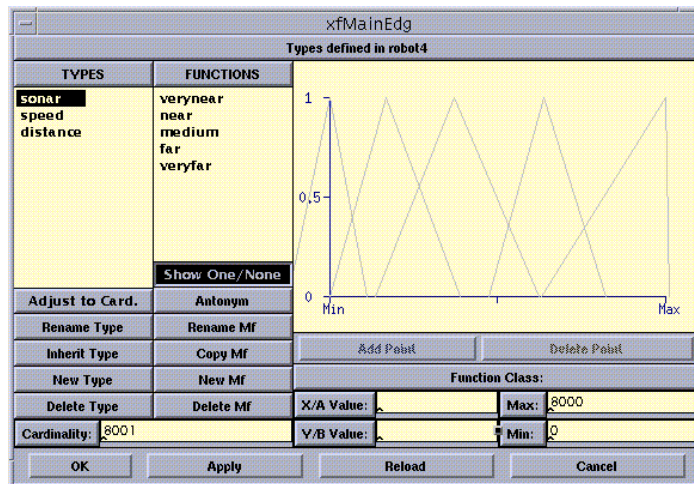 xfMainEdg
Types defined in robot4
TYPES
FUNCTIONS
sonar
speed
distance
verynear
near
medium
far
veryfar
Show One/None
1
0,5
0
Min
Max
Adjust to Card.
Antonym
Rename Type
Rename Mf
Inherit Type
Copy Mf
New Type
New Mf
Delete Type
Delete Mf
Add Point
Delete Point
Function Class:
X/A Value:
Max: 8000
Cardinality: 8001
Y/B Value:
Min: 0
OK
Apply
Reload
Cancel